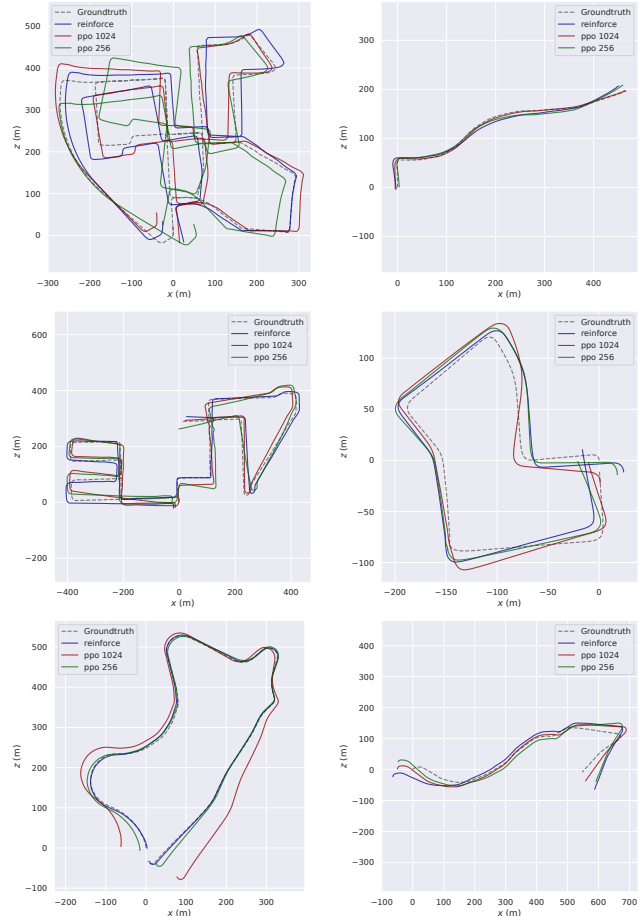 Groundtruth
reinforce
ppo 1024
ppo 256
500
400
300
200
100
0
z (m)
−300 −200 −100 0 100 200 300
x (m)
Groundtruth
reinforce
ppo 1024
ppo 256
300
200
100
0
−100
z (m)
0 100 200 300 400
x (m)
Groundtruth
reinforce
ppo 1024
ppo 256
600
400
200
0
−200
z (m)
−400 −200 0 200 400
x (m)
Groundtruth
reinforce
ppo 1024
ppo 256
100
50
0
−50
−100
z (m)
−200 −100 0
x (m)
Groundtruth
reinforce
ppo 1024
ppo 256
500
400
300
200
100
0
−100
z (m)
−200 −100 0 100 200 300
x (m)
Groundtruth
reinforce
ppo 1024
ppo 256
400
300
200
100
0
−100
−200
−300
z (m)
−100 0 100 200 300 400 500 600 700
x (m)